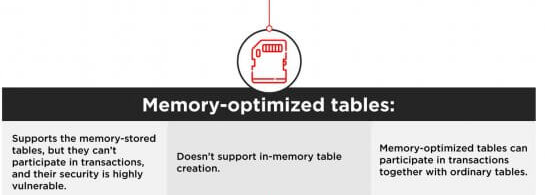 Memory-optimized tables:
Supports the memory-stored
tables, but they can't
participate in transactions,
and their security is highly
vulnerable.
Doesn't support in-memory table
creation.
Memory-optimized tables can
participate in transactions
together with ordinary tables.